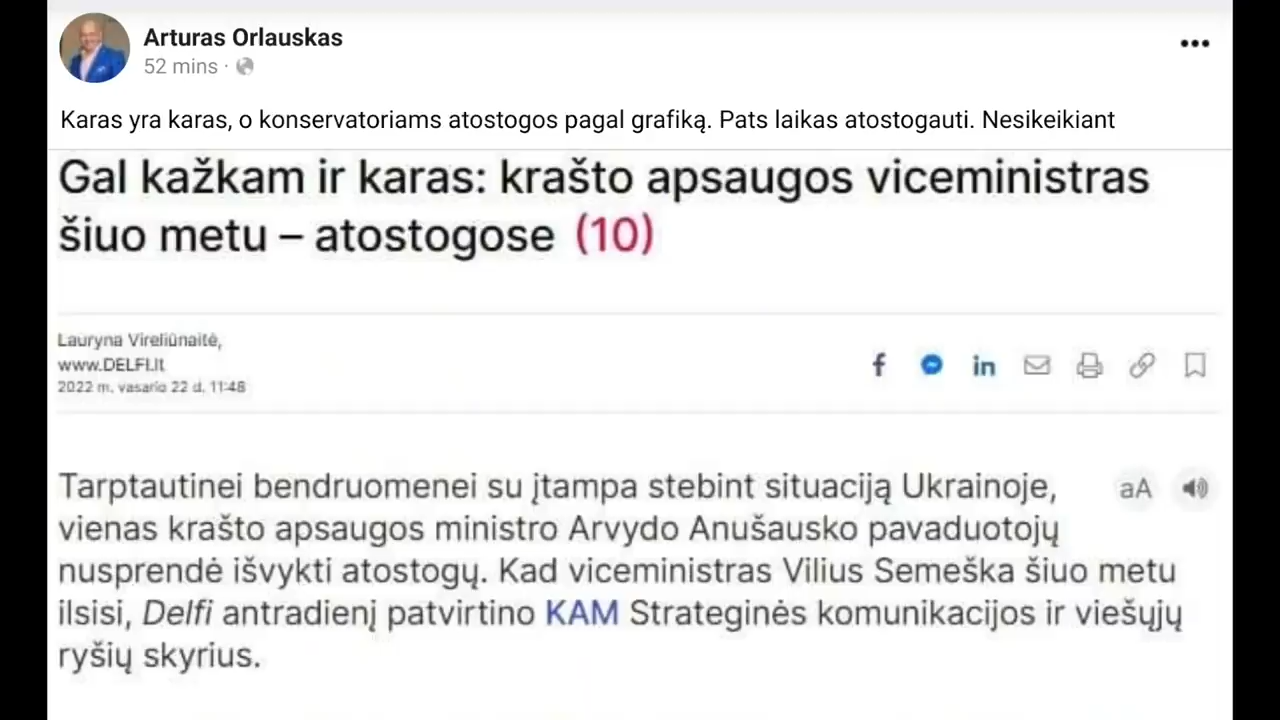 Arturas Orlauskas
52 mins ·
Karas yra karas, o konservatoriams atostogos pagal grafiką. Pats laikas atostogauti. Nesikeikiant
Gal kažkam ir karas: krašto apsaugos viceministras
šiuo metu – atostogose (10)
Lauryna Vireliūnaitė,
www.DELFI.lt
2022 m. vasario 22 d. 11:48
Tarptautinei bendruomenei su įtampa stebint situaciją Ukrainoje,
aA
vienas krašto apsaugos ministro Arvydo Anušausko pavaduotojų
nusprendė išvykti atostogų. Kad viceministras Vilius Semeška šiuo metu
ilsisi, Delfi antradienį patvirtino KAM Strateginės komunikacijos ir viešųjų
ryšių skyrius.